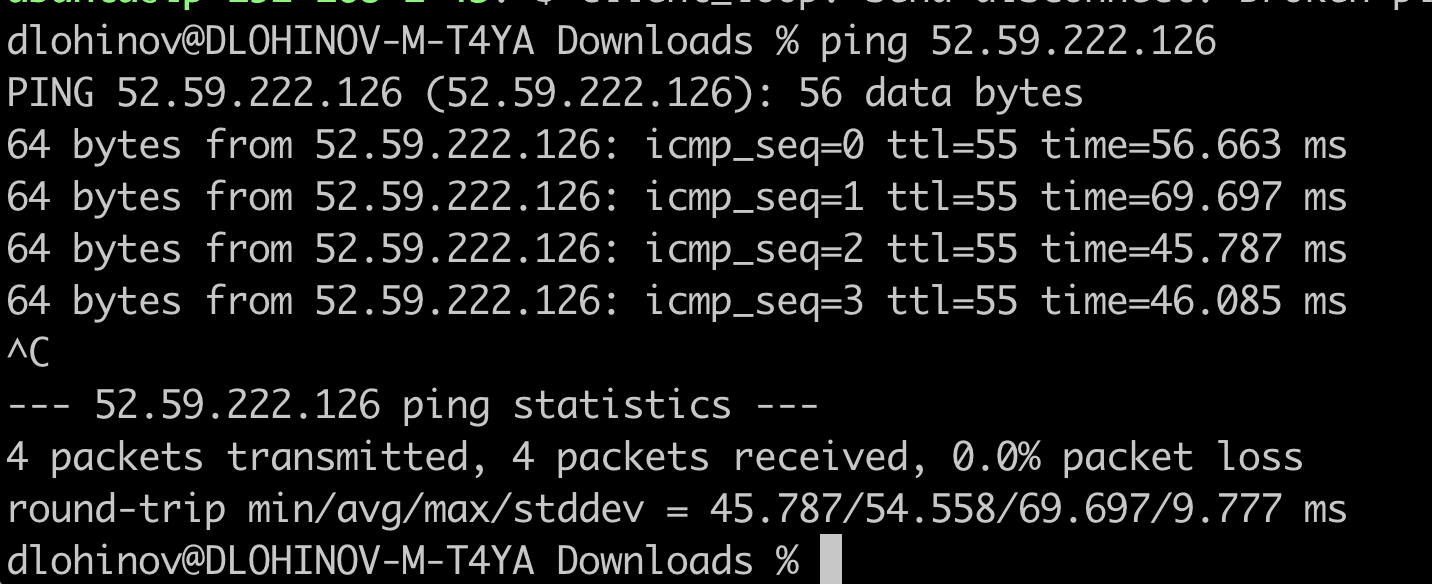 $ client_loop: send disconnect: Broken
dlohinov@DLOHINOV-M-T4YA Downloads % ping 52.59.222.126
PING 52.59.222.126 (52.59.222.126): 56 data bytes
64 bytes from 52.59.222.126: icmp_seq=0 ttl=55 time=56.663 ms
64 bytes from 52.59.222.126: icmp_seq=1 ttl=55 time=69.697 ms
64 bytes from 52.59.222.126: icmp_seq=2 ttl=55 time=45.787 ms
64 bytes from 52.59.222.126: icmp_seq=3 ttl=55 time=46.085 ms
^C
--- 52.59.222.126 ping statistics ---
4 packets transmitted, 4 packets received, 0.0% packet loss
round-trip min/avg/max/stddev = 45.787/54.558/69.697/9.777 ms
dlohinov@DLOHINOV-M-T4YA Downloads %